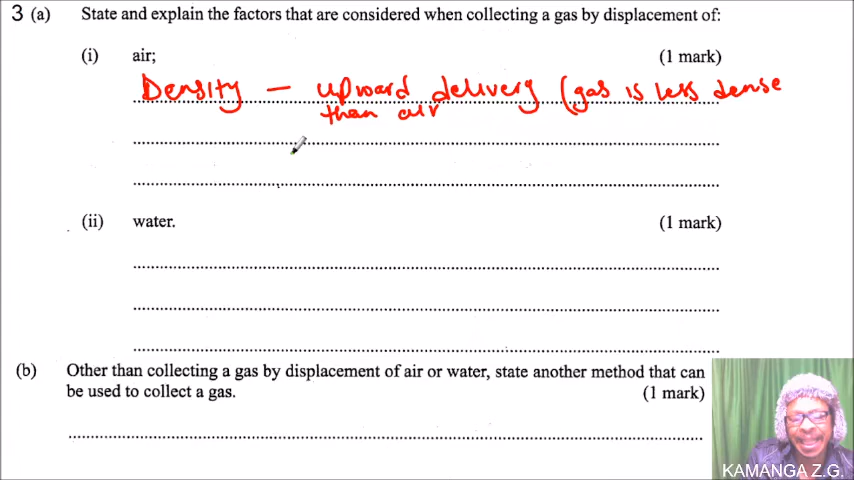 3 (a) State and explain the factors that are considered when collecting a gas by displacement of:
(i) air; (1 mark)
Density — upward delivery (gas is less dense
than air
(ii) water. (1 mark)
(b) Other than collecting a gas by displacement of air or water, state another method that can
be used to collect a gas. (1 mark)
KAMANGA Z.G.